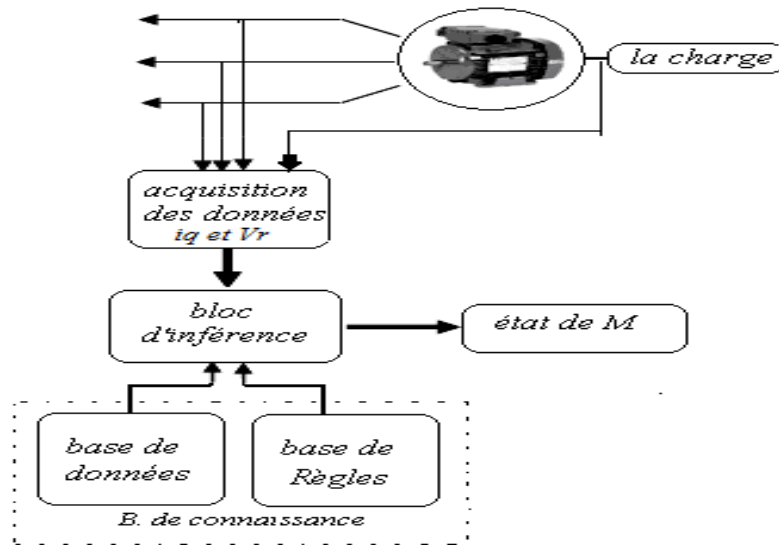 la charge
acquisition
des données
iq et Vr
bloc
d'inférence
état de M
base de
données
base de
Règles
B. de connaissance